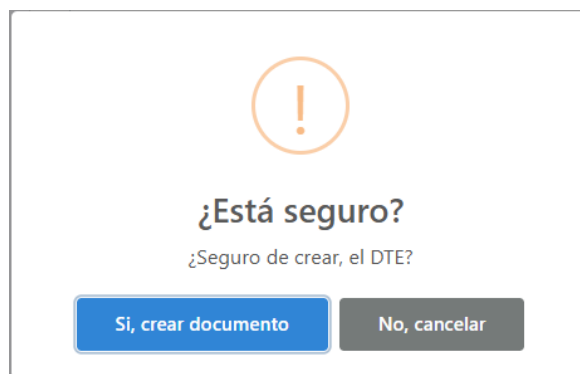 ¿Está seguro?
¿Seguro de crear, el DTE?
Si, crear documento
No, cancelar